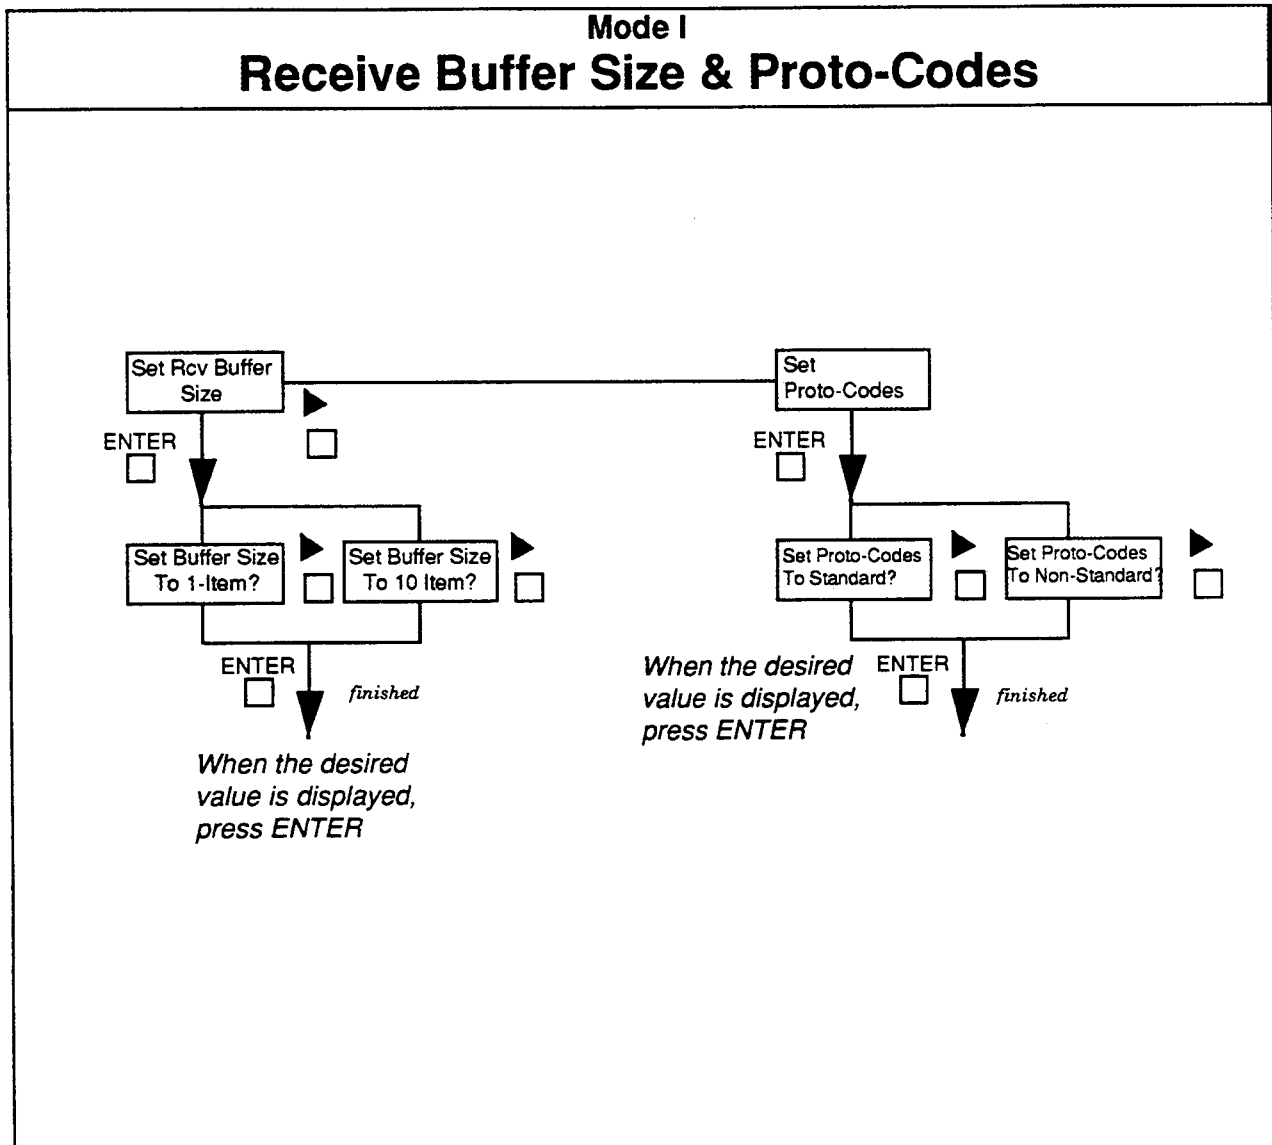 Mode I
Receive Buffer Size & Proto-Codes
Set Rcv Buffer
Size
ENTER
Set Buffer Size
To 1-Item?
Set Buffer Size
To 10 Item?
ENTER
finished
When the desired
value is displayed,
press ENTER
Set
Proto-Codes
ENTER
Set Proto-Codes
To Standard?
Set Proto-Codes
To Non-Standard?
When the desired
value is displayed,
press ENTER
ENTER
finished